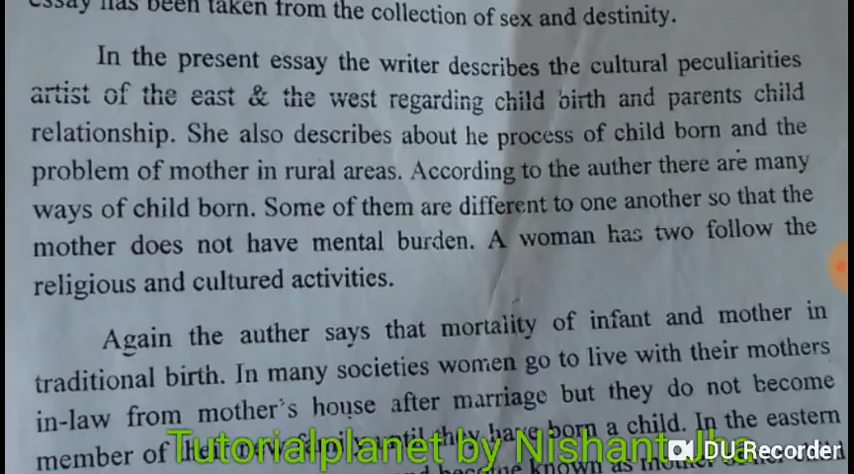 essay has been taken from the collection of sex and destinity.
In the present essay the writer describes the cultural peculiarities
artist of the east & the west regarding child birth and parents child
relationship. She also describes about he process of child born and the
problem of mother in rural areas. According to the auther there are many
ways of child born. Some of them are different to one another so that the
mother does not have mental burden. A woman has two follow the
religious and cultured activities.
Again the auther says that mortality of infant and mother in
traditional birth. In many societies women go to live with their mothers
in-law from mother's house after marriage but they do not become
member of their new family until they have born a child. In the eastern
Tutorialplanet by Nishant Jha
DU Recorder
known as